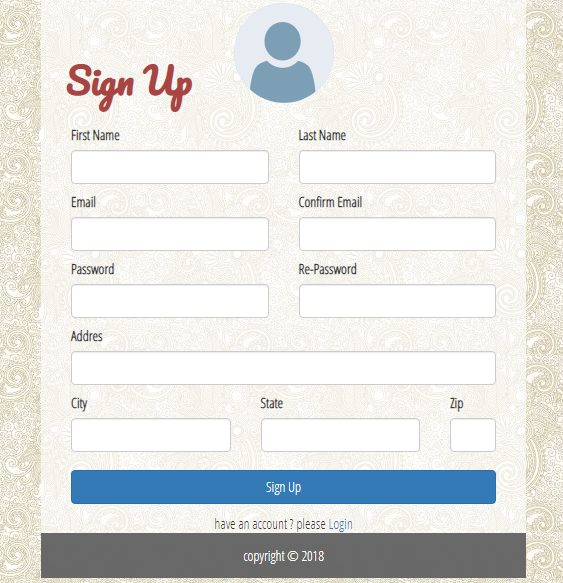 Sign Up
First Name Last Name
Email Confirm Email
Password Re-Password
Addres
City State Zip
Sign Up
have an account ? please Login
copyright © 2018